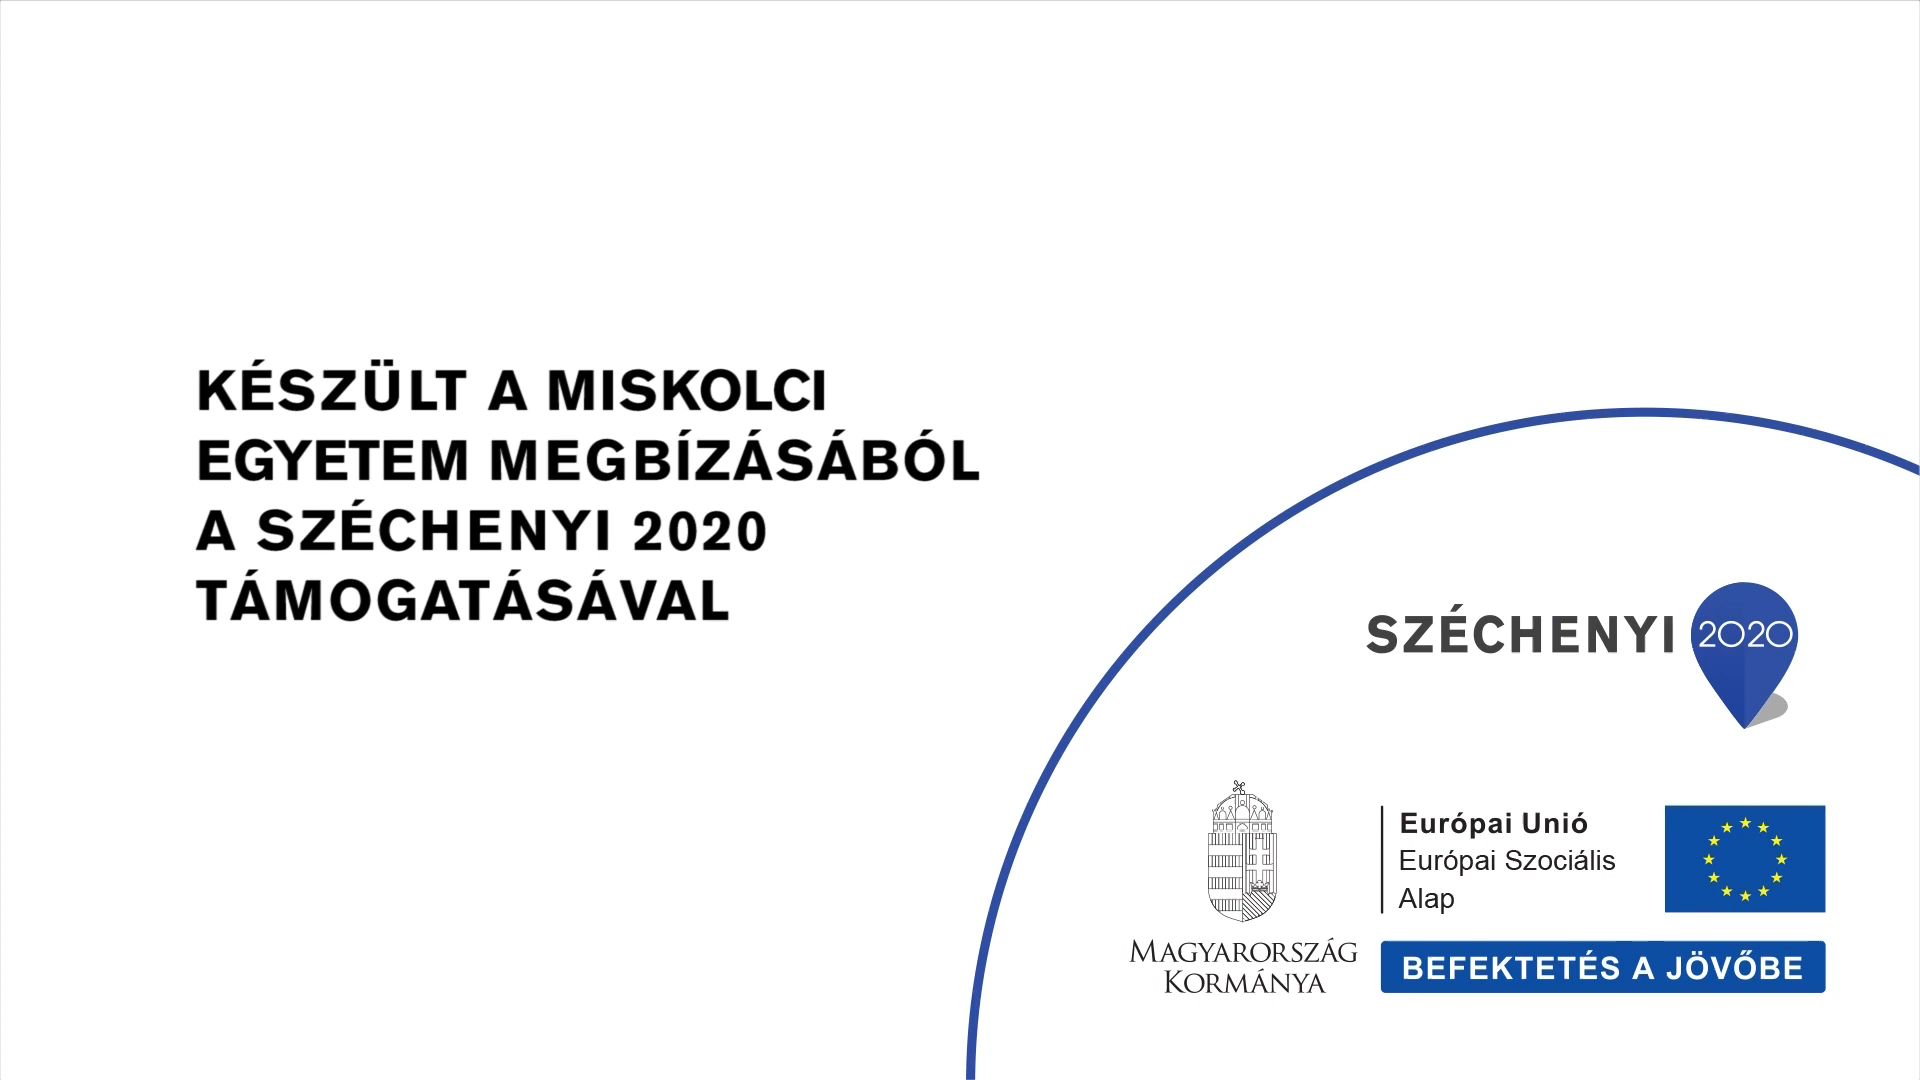 KÉSZÜLT A MISKOLCI
EGYETEM MEGBÍZÁSÁBÓL
A SZÉCHENYI 2020
TÁMOGATÁSÁVAL
SZÉCHENYI 2020
Európai Unió
Európai Szociális
Alap
MAGYARORSZÁG
KORMÁNYA
BEFEKTETÉS A JÖVŐBE